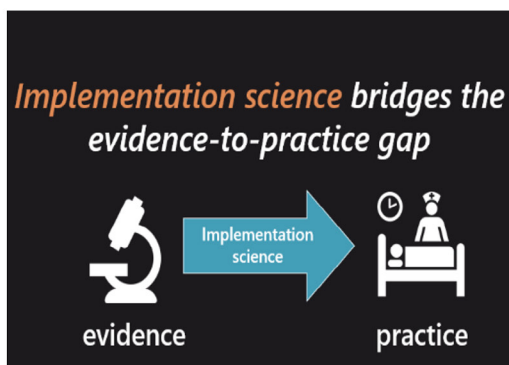 Implementation science bridges the
evidence-to-practice gap
Implementation
science
evidence
practice